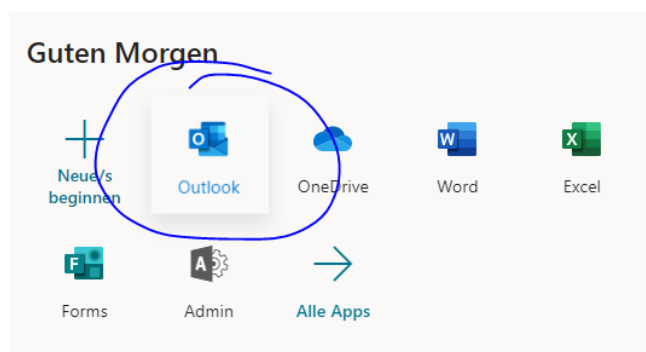 Guten Morgen
Neue/s
beginnen
Outlook
OneDrive
Word
Excel
Forms
Admin
Alle Apps